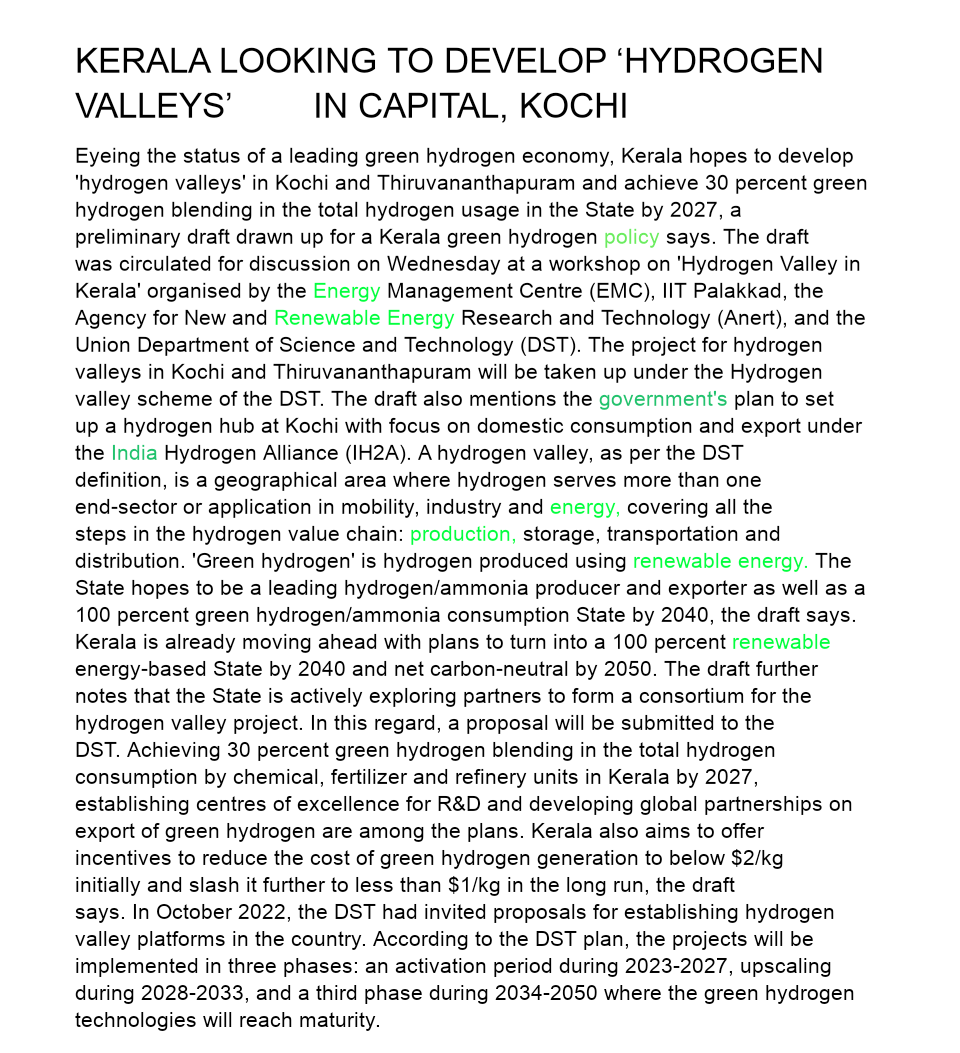 KERALA LOOKING TO DEVELOP ‘HYDROGEN
VALLEYS’ IN CAPITAL, KOCHI
Eyeing the status of a leading green hydrogen economy, Kerala hopes to develop
'hydrogen valleys' in Kochi and Thiruvananthapuram and achieve 30 percent green
hydrogen blending in the total hydrogen usage in the State by 2027, a
preliminary draft drawn up for a Kerala green hydrogen policy says. The draft
was circulated for discussion on Wednesday at a workshop on 'Hydrogen Valley in
Kerala' organised by the Energy Management Centre (EMC), IIT Palakkad, the
Agency for New and Renewable Energy Research and Technology (Anert), and the
Union Department of Science and Technology (DST). The project for hydrogen
valleys in Kochi and Thiruvananthapuram will be taken up under the Hydrogen
valley scheme of the DST. The draft also mentions the government's plan to set
up a hydrogen hub at Kochi with focus on domestic consumption and export under
the India Hydrogen Alliance (IH2A). A hydrogen valley, as per the DST
definition, is a geographical area where hydrogen serves more than one
end-sector or application in mobility, industry and energy, covering all the
steps in the hydrogen value chain: production, storage, transportation and
distribution. 'Green hydrogen' is hydrogen produced using renewable energy. The
State hopes to be a leading hydrogen/ammonia producer and exporter as well as a
100 percent green hydrogen/ammonia consumption State by 2040, the draft says.
Kerala is already moving ahead with plans to turn into a 100 percent renewable
energy-based State by 2040 and net carbon-neutral by 2050. The draft further
notes that the State is actively exploring partners to form a consortium for the
hydrogen valley project. In this regard, a proposal will be submitted to the
DST. Achieving 30 percent green hydrogen blending in the total hydrogen
consumption by chemical, fertilizer and refinery units in Kerala by 2027,
establishing centres of excellence for R&D and developing global partnerships on
export of green hydrogen are among the plans. Kerala also aims to offer
incentives to reduce the cost of green hydrogen generation to below $2/kg
initially and slash it further to less than $1/kg in the long run, the draft
says. In October 2022, the DST had invited proposals for establishing hydrogen
valley platforms in the country. According to the DST plan, the projects will be
implemented in three phases: an activation period during 2023-2027, upscaling
during 2028-2033, and a third phase during 2034-2050 where the green hydrogen
technologies will reach maturity.